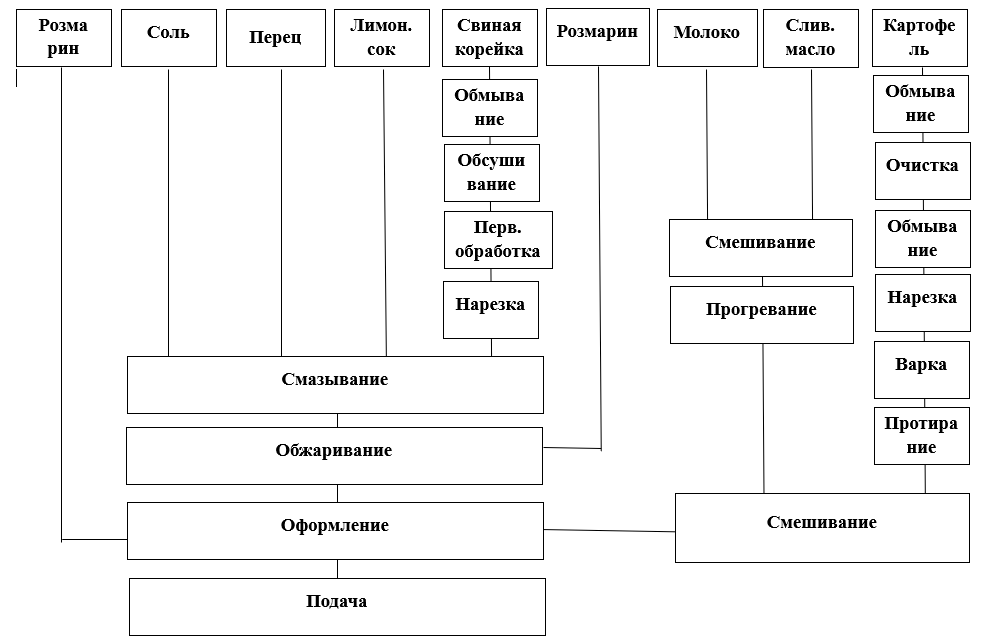 Розма
рин
Соль
Перец
Лимон.
сок
Свиная
корейка
Розмарин
Молоко
Слив.
масло
Картофе
ль
Обмыва
ние
Обсуши
вание
Перв.
обработка
Нарезка
Обмыва
ние
Очистка
Обмыва
ние
Нарезка
Варка
Протира
ние
Смешивание
Прогревание
Смазывание
Обжаривание
Оформление
Смешивание
Подача